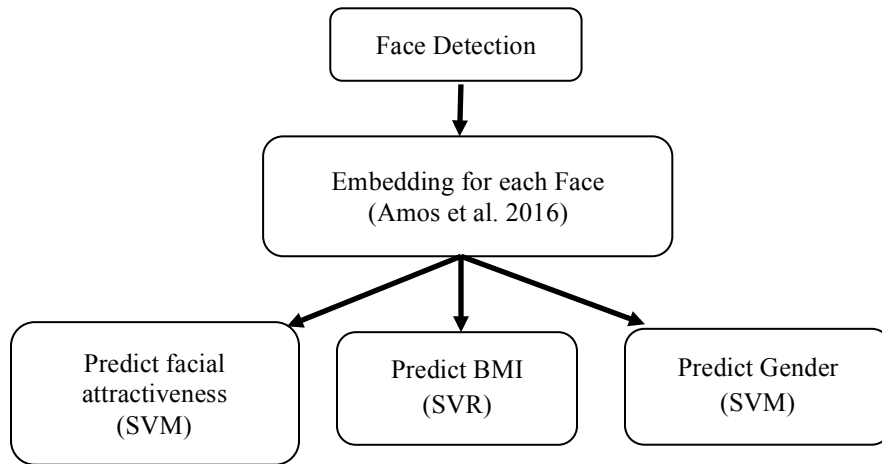 Face Detection
Embedding for each Face
(Amos et al. 2016)
Predict facial
attractiveness
(SVM)
Predict BMI
(SVR)
Predict Gender
(SVM)